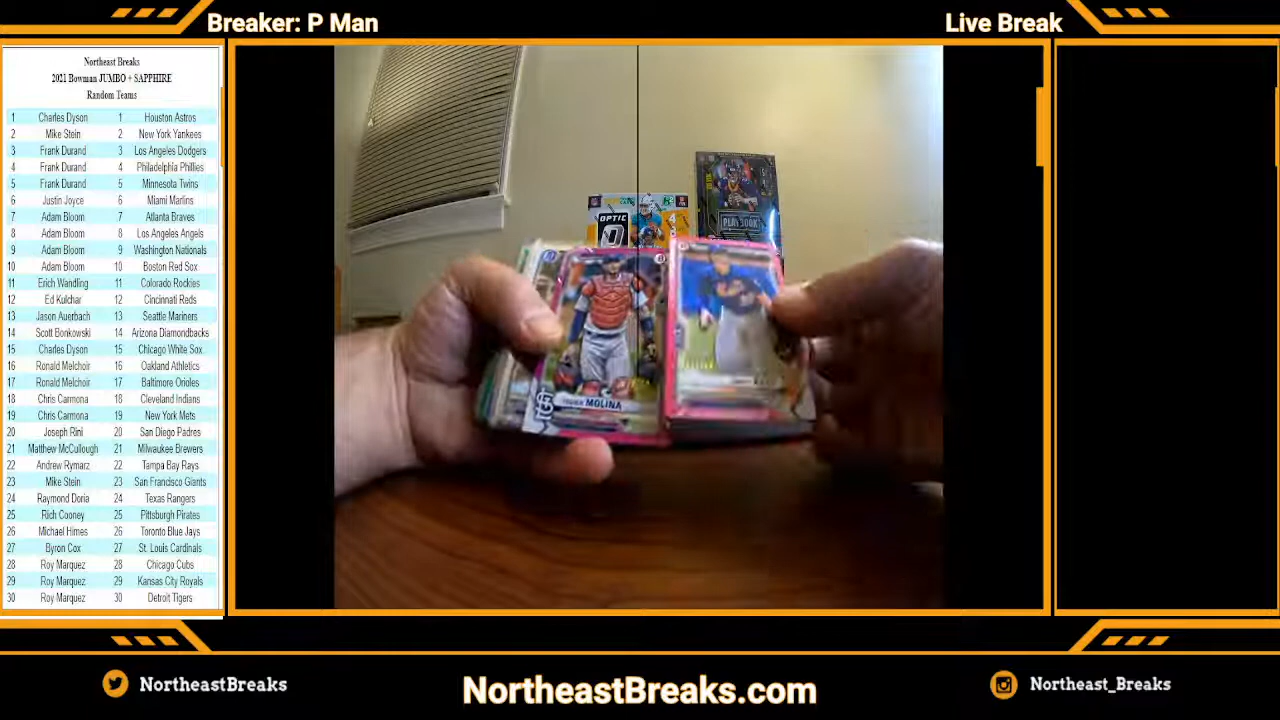 Breaker: P Man
Live Break
Northeast Breaks
2021 Bowman JUMBO + SAPPHIRE
Random Teams
1 Charles Dyson 1 Houston Astros
2 Mike Stein 2 New York Yankees
3 Frank Durand 3 Los Angeles Dodgers
4 Frank Durand 4 Philadelphia Phillies
5 Frank Durand 5 Minnesota Twins
6 Justin Joyce 6 Miami Marlins
7 Adam Bloom 7 Atlanta Braves
8 Adam Bloom 8 Los Angeles Angels
9 Adam Bloom 9 Washington Nationals
10 Adam Bloom 10 Boston Red Sox
11 Erich Wandling 11 Colorado Rockies
12 Ed Kulchar 12 Cincinnati Reds
13 Jason Auerbach 13 Seattle Mariners
14 Scott Bonkowski 14 Arizona Diamondbacks
15 Charles Dyson 15 Chicago White Sox
16 Ronald Melchoir 16 Oakland Athletics
17 Ronald Melchoir 17 Baltimore Orioles
18 Chris Carmona 18 Cleveland Indians
19 Chris Carmona 19 New York Mets
20 Joseph Rini 20 San Diego Padres
21 Matthew McCullough 21 Milwaukee Brewers
22 Andrew Rymarz 22 Tampa Bay Rays
23 Mike Stein 23 San Francisco Giants
24 Raymond Doria 24 Texas Rangers
25 Rich Cooney 25 Pittsburgh Pirates
26 Michael Himes 26 Toronto Blue Jays
27 Byron Cox 27 St. Louis Cardinals
28 Roy Marquez 28 Chicago Cubs
29 Roy Marquez 29 Kansas City Royals
30 Roy Marquez 30 Detroit Tigers
OPTIC
PLAYBOOK
MOLINA
NortheastBreaks
NortheastBreaks.com
Northeast_Breaks